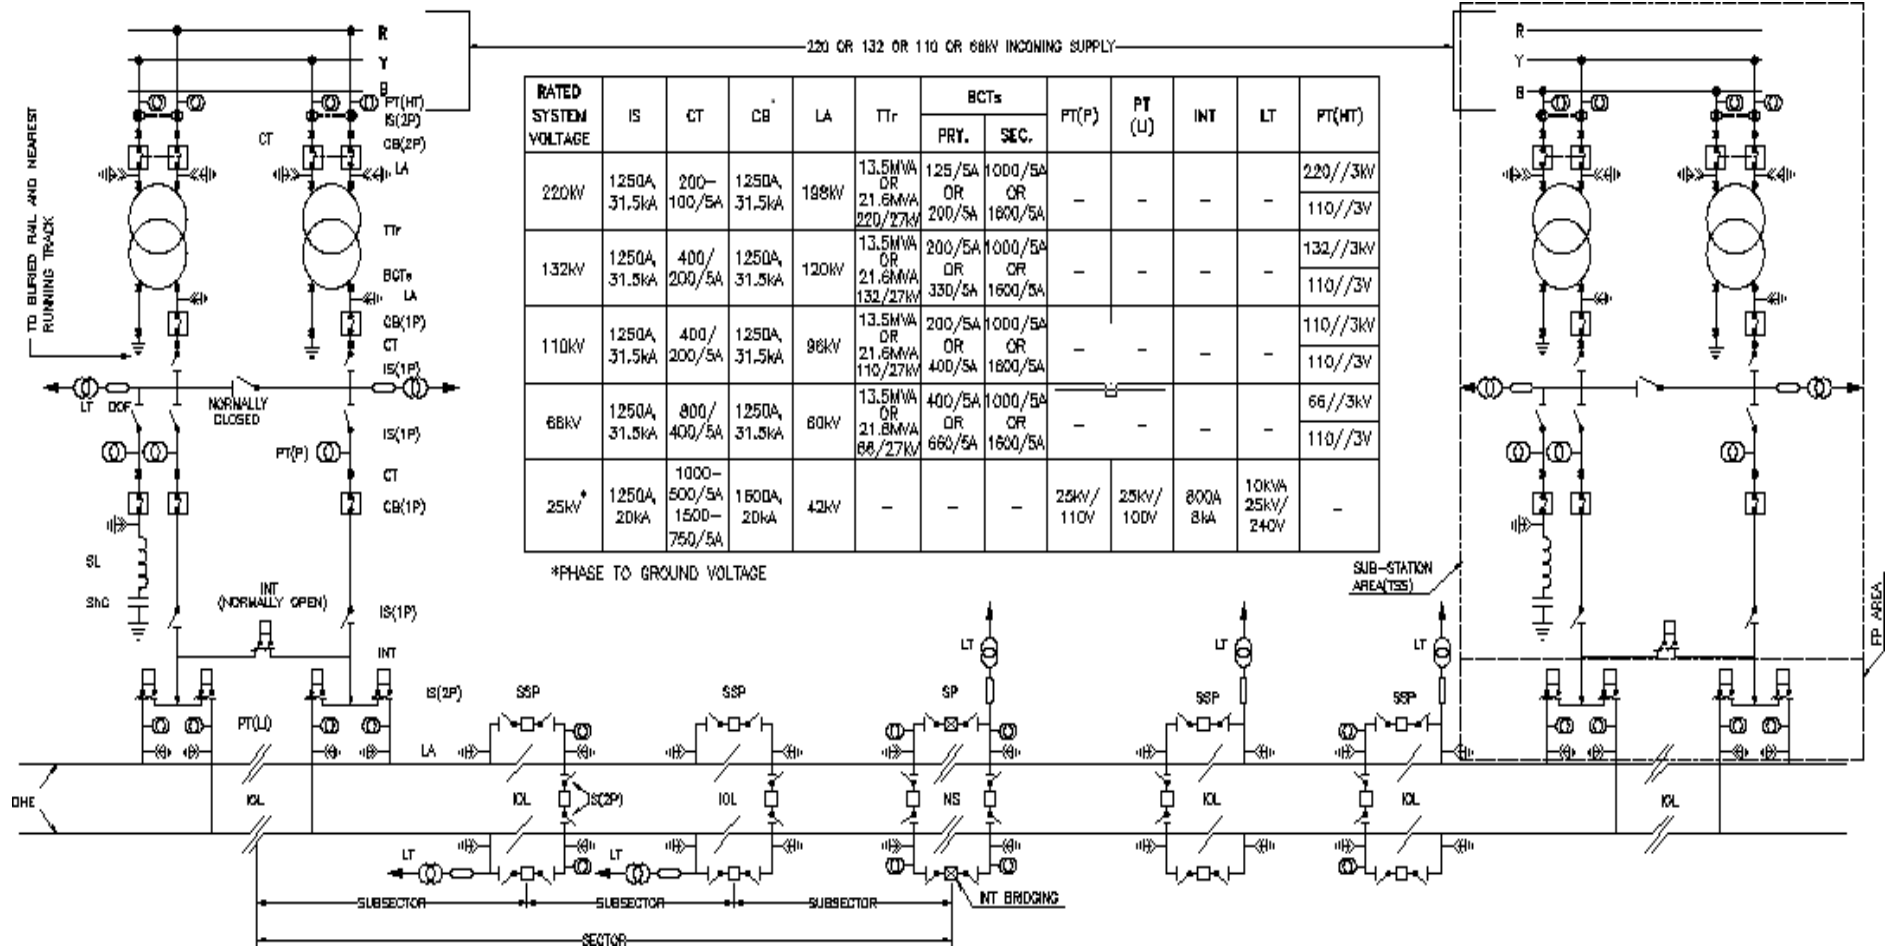 R
Y
B
220 OR 132 OR 110 OR 66kV INCOMING SUPPLY
R
Y
B
PT(HT)
IS(2P)
CT
CB(2P)
LA
TO BURIED RAIL AND NEAREST
RUNNING TRACK
TTr
BCTs
LA
CB(1P)
CT
IS(1P)
LT
DOF
NORMALLY
CLOSED
IS(1P)
PT(P)
CT
CB(1P)
SL
ShC
INT
(NORMALLY OPEN)
IS(1P)
INT
RATED SYSTEM VOLTAGE IS CT CB* LA TTr BCTs PT(P) PT (LI) INT LT PT(HT)
PRY. SEC.
220kV 1250A, 31.5kA 200– 100/5A 1250A, 31.5kA 198kV 13.5MVA OR 21.6MVA 220/27kV 125/5A OR 200/5A 1000/5A OR 1600/5A – – – – 220//3kV 110//3V
132kV 1250A, 31.5kA 400/ 200/5A 1250A, 31.5kA 120kV 13.5MVA OR 21.6MVA 132/27kV 200/5A OR 330/5A 1000/5A OR 1600/5A – – – – 132//3kV 110//3V
110kV 1250A, 31.5kA 400/ 200/5A 1250A, 31.5kA 96kV 13.5MVA OR 21.6MVA 110/27kV 200/5A OR 400/5A 1000/5A OR 1600/5A – – – – 110//3kV 110//3V
66kV 1250A, 31.5kA 800/ 400/5A 1250A, 31.5kA 60kV 13.5MVA OR 21.6MVA 66/27kV 400/5A OR 660/5A 1000/5A OR 1600/5A – – – – 66//3kV 110//3V
25kV* 1250A, 20kA 1000– 500/5A 1500– 750/5A 1600A, 20kA 42kV – – – 25kV/ 110V 25kV/ 100V 800A 8kA 10KVA 25kV/ 240V –
*PHASE TO GROUND VOLTAGE
SUB-STATION
AREA(TSS)
FP AREA
IS(2P)
SSP
SSP
SP
LT
LT
SSP
LT
SSP
PT(LI)
LA
OHE
IOL
IOL
IS(2P)
IOL
NS
IOL
IOL
IOL
LT
LT
SUBSECTOR
SUBSECTOR
SUBSECTOR
INT BRIDGING
SECTOR